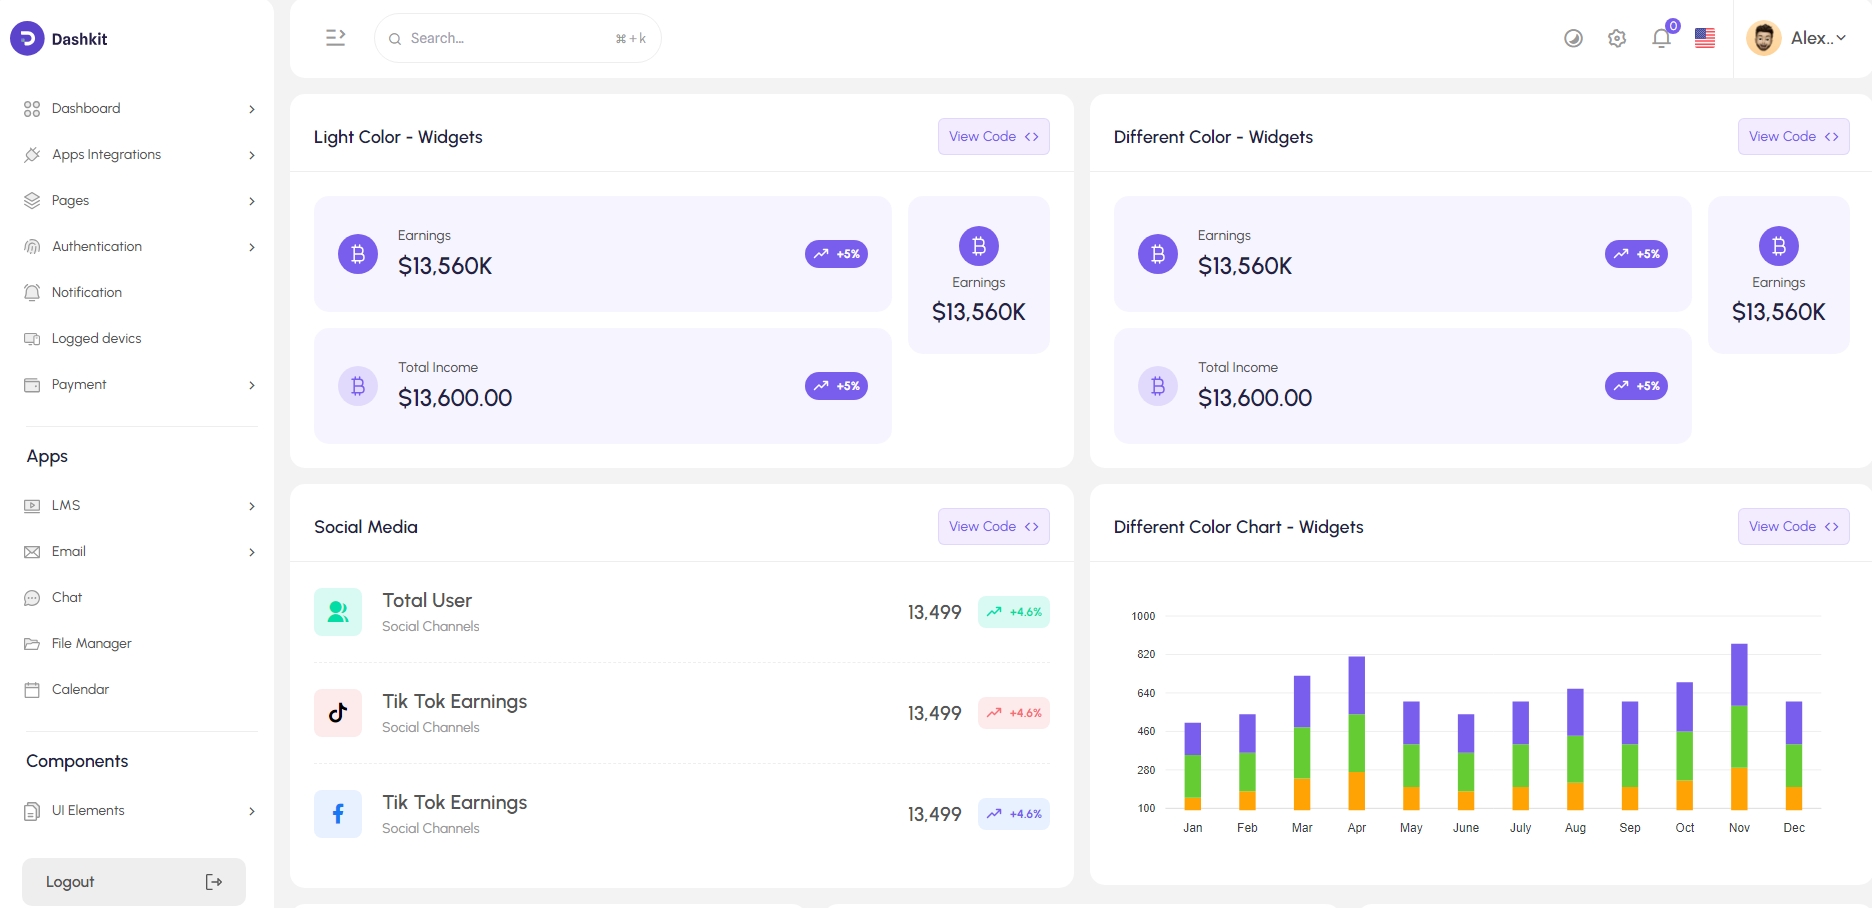 Dashkit
Search...
⌘+k
0
Alex..
Dashboard
Apps Integrations
Pages
Authentication
Notification
Logged devics
Payment
Apps
LMS
Email
Chat
File Manager
Calendar
Components
UI Elements
Logout
Light Color - Widgets
View Code <>
Earnings
$13,560K
+5%
Total Income
$13,600.00
+5%
Earnings
$13,560K
Different Color - Widgets
View Code <>
Earnings
$13,560K
+5%
Total Income
$13,600.00
+5%
Earnings
$13,560K
Social Media
View Code <>
Total User
Social Channels
13,499
+4.6%
Tik Tok Earnings
Social Channels
13,499
+4.6%
Tik Tok Earnings
Social Channels
13,499
+4.6%
Different Color Chart - Widgets
View Code <>
1000
820
640
460
280
100
Jan Feb Mar Apr May June July Aug Sep Oct Nov Dec